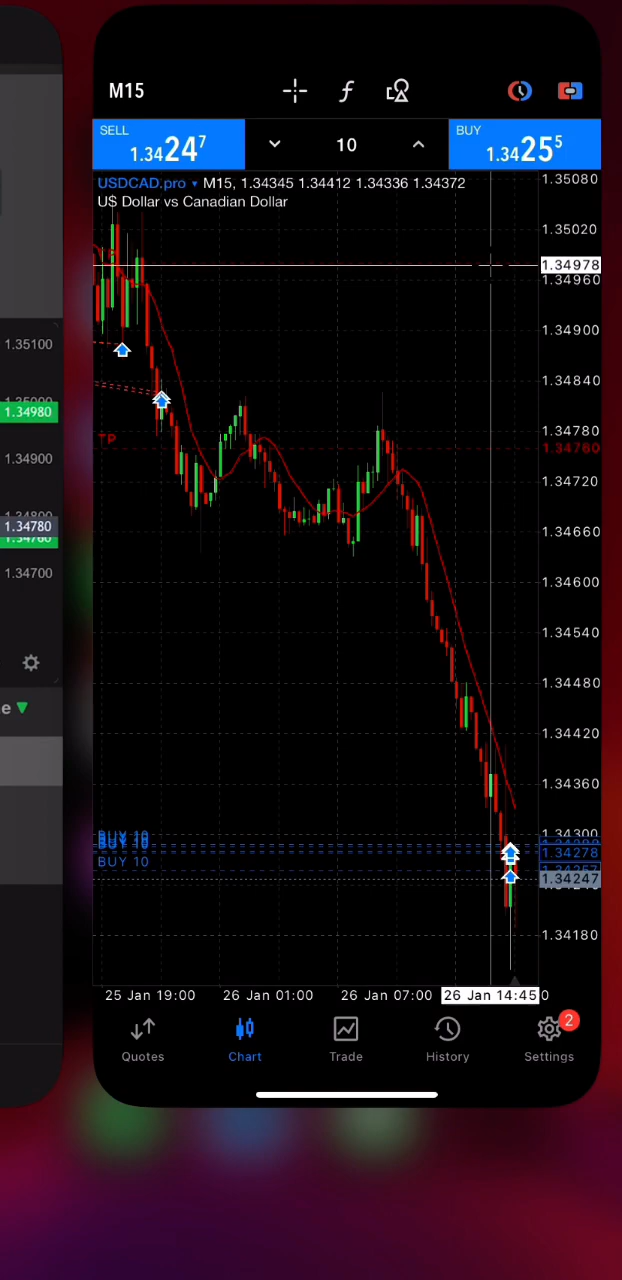 M15
SELL
1.34247
10
BUY
1.34255
USDCAD.pro M15, 1.34345 1.34412 1.34336 1.34372
US Dollar vs Canadian Dollar
1.35080
1.35020
1.34978
1.34960
1.34900
1.34840
1.34780
1.34720
1.34660
1.34600
1.34540
1.34480
1.34420
1.34360
1.34300
1.34278
1.34247
1.34180
TP
1.34760
BUY 10
BUY 10
BUY 10
25 Jan 19:00
26 Jan 01:00
26 Jan 07:00
26 Jan 14:45
Quotes
Chart
Trade
History
2
Settings
1.35100
1.34980
1.34900
1.34780
1.34760
1.34700
e